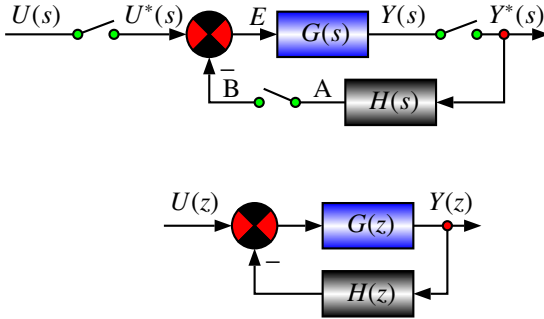 U(s) U*(s) E G(s) Y(s) Y*(s)
−
B A H(s)
U(z) G(z) Y(z)
−
H(z)